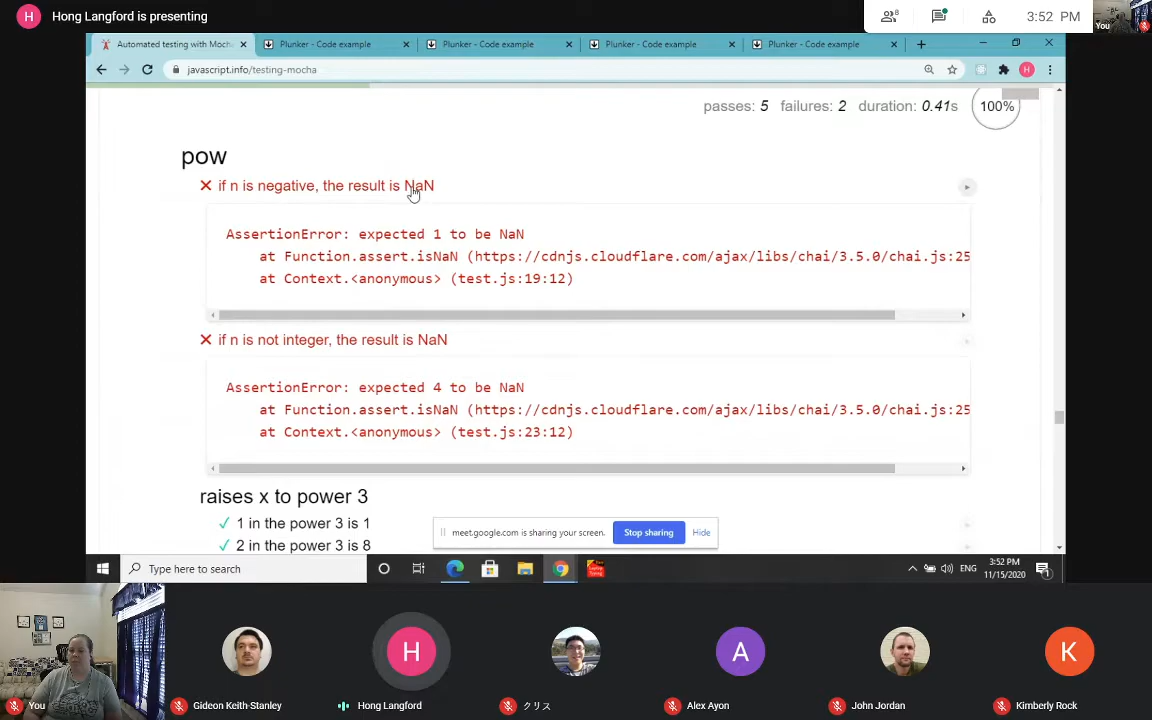 H Hong Langford is presenting
8
3:52 PM
You
Automated testing with Moch
Plunker - Code example
Plunker - Code example
Plunker - Code example
Plunker - Code example
javascript.info/testing-mocha
H
passes: 5 failures: 2 duration: 0.41s 100%
pow
✕ if n is negative, the result is NaN
AssertionError: expected 1 to be NaN
at Function.assert.isNaN (https://cdnjs.cloudflare.com/ajax/libs/chai/3.5.0/chai.js:25
at Context.<anonymous> (test.js:19:12)
✕ if n is not integer, the result is NaN
AssertionError: expected 4 to be NaN
at Function.assert.isNaN (https://cdnjs.cloudflare.com/ajax/libs/chai/3.5.0/chai.js:25
at Context.<anonymous> (test.js:23:12)
raises x to power 3
✓ 1 in the power 3 is 1
✓ 2 in the power 3 is 8
meet.google.com is sharing your screen. Stop sharing Hide
Type here to search
ENG
3:52 PM
11/15/2020
1
H
A
K
You
Gideon Keith-Stanley
Hong Langford
クリス
Alex Ayon
John Jordan
Kimberly Rock